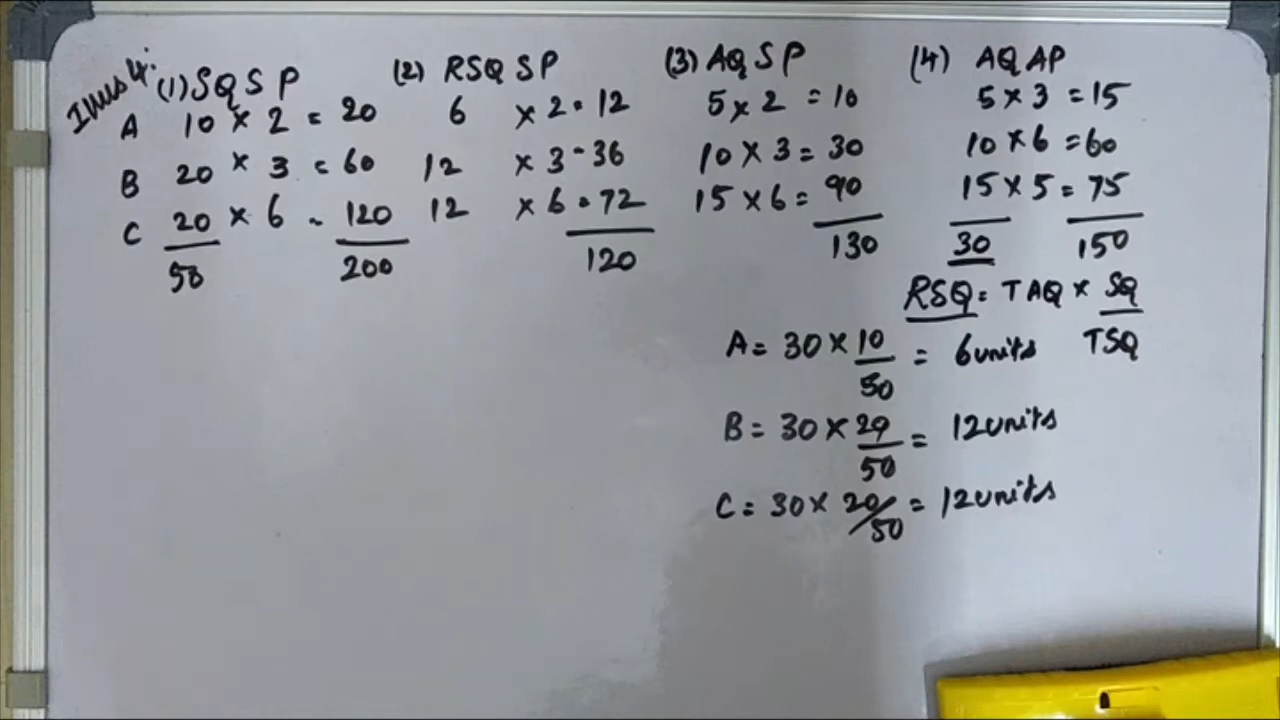 Illus 4.
(1) SQ SP (2) RSQ SP (3) AQ SP (4) AQ AP
A 10 × 2 = 20 6 × 2 = 12 5 × 2 = 10 5 × 3 = 15
B 20 × 3 = 60 12 × 3 - 36 10 × 3 = 30 10 × 6 = 60
C 20 × 6 - 120 12 × 6 = 72 15 × 6 = 90 15 × 5 = 75
50 200 120 130 30 150
RSQ = TAQ × SQ/TSQ
A = 30 × 10/50 = 6 units
B = 30 × 20/50 = 12 units
C = 30 × 20/50 = 12 units